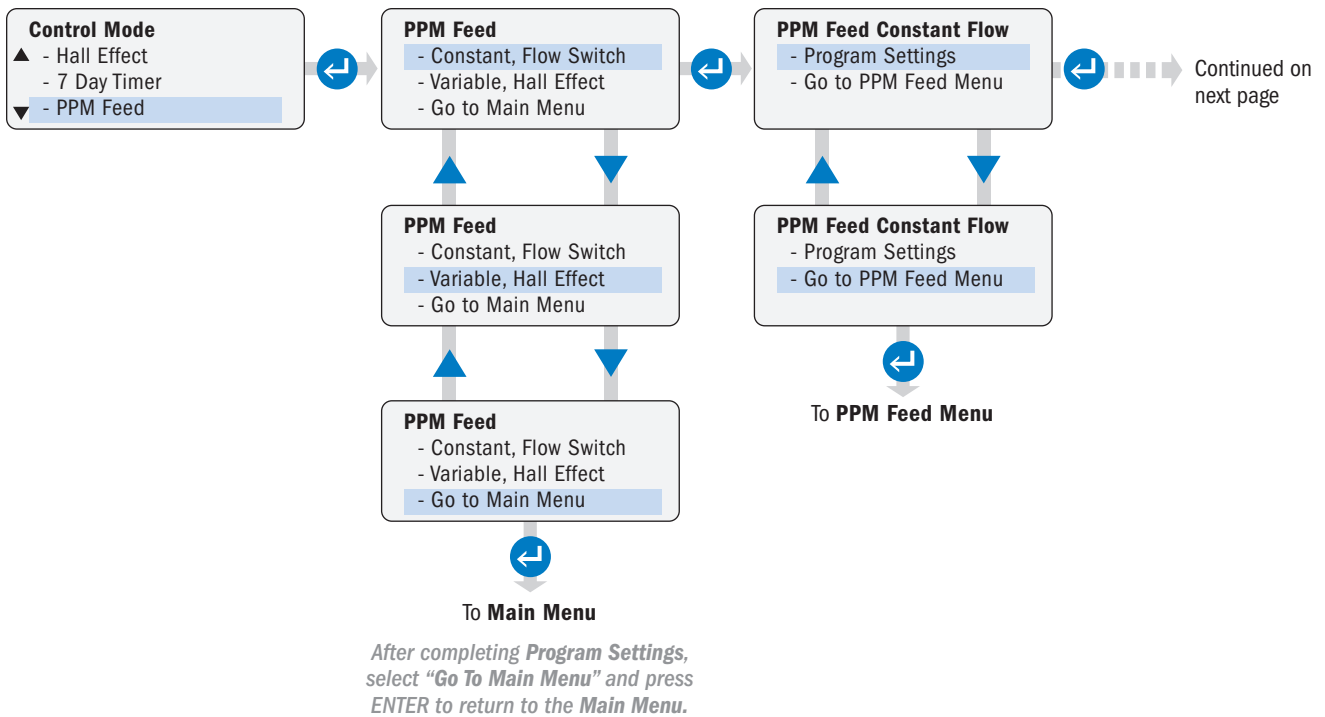 Control Mode
- Hall Effect
- 7 Day Timer
- PPM Feed
PPM Feed
- Constant, Flow Switch
- Variable, Hall Effect
- Go to Main Menu
PPM Feed Constant Flow
- Program Settings
- Go to PPM Feed Menu
Continued on
next page
PPM Feed
- Constant, Flow Switch
- Variable, Hall Effect
- Go to Main Menu
PPM Feed Constant Flow
- Program Settings
- Go to PPM Feed Menu
To PPM Feed Menu
PPM Feed
- Constant, Flow Switch
- Variable, Hall Effect
- Go to Main Menu
To Main Menu
After completing Program Settings,
select “Go To Main Menu” and press
ENTER to return to the Main Menu.